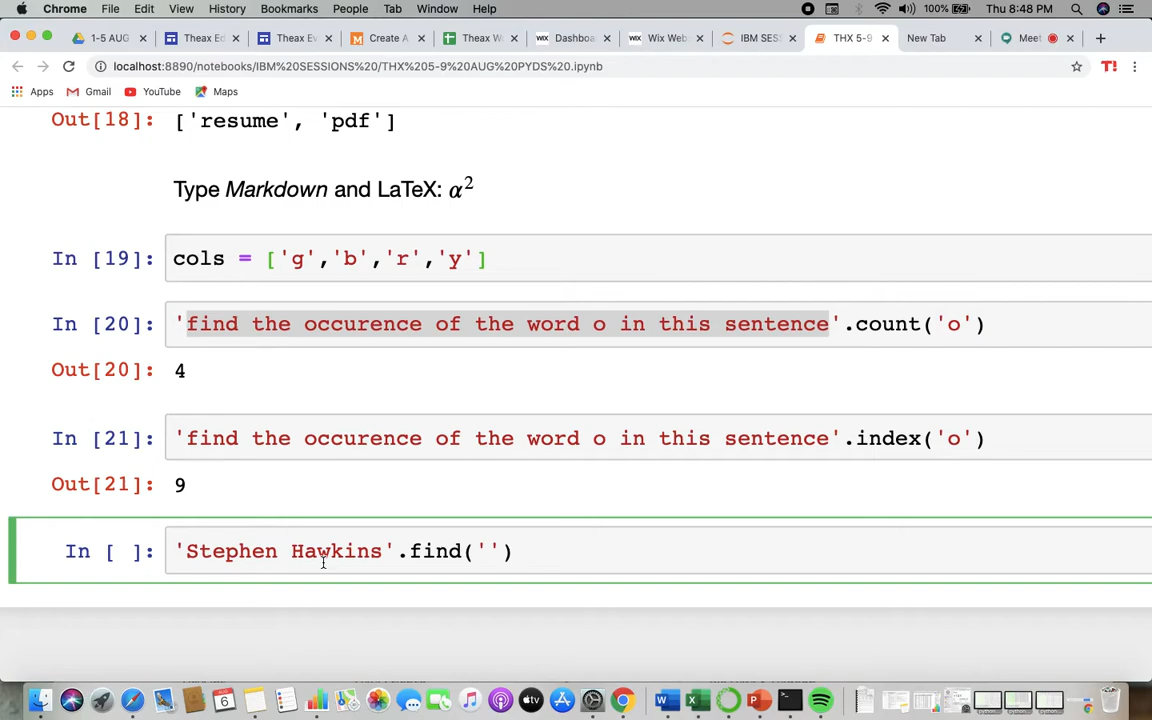 Chrome File Edit View History Bookmarks People Tab Window Help 100% Thu 8:48 PM
1-5 AUG Theax Ed Theax Ev Create A Theax W Dashboa Wix Web IBM SESS THX 5-9 New Tab Meet
localhost:8890/notebooks/IBM%20SESSIONS%20/THX%205-9%20AUG%20PYDS%20.ipynb
Apps Gmail YouTube Maps
Out[18]: ['resume', 'pdf']
Type Markdown and LaTeX: α²
In [19]: cols = ['g','b','r','y']
In [20]: 'find the occurence of the word o in this sentence'.count('o')
Out[20]: 4
In [21]: 'find the occurence of the word o in this sentence'.index('o')
Out[21]: 9
In [ ]: 'Stephen Hawkins'.find('')